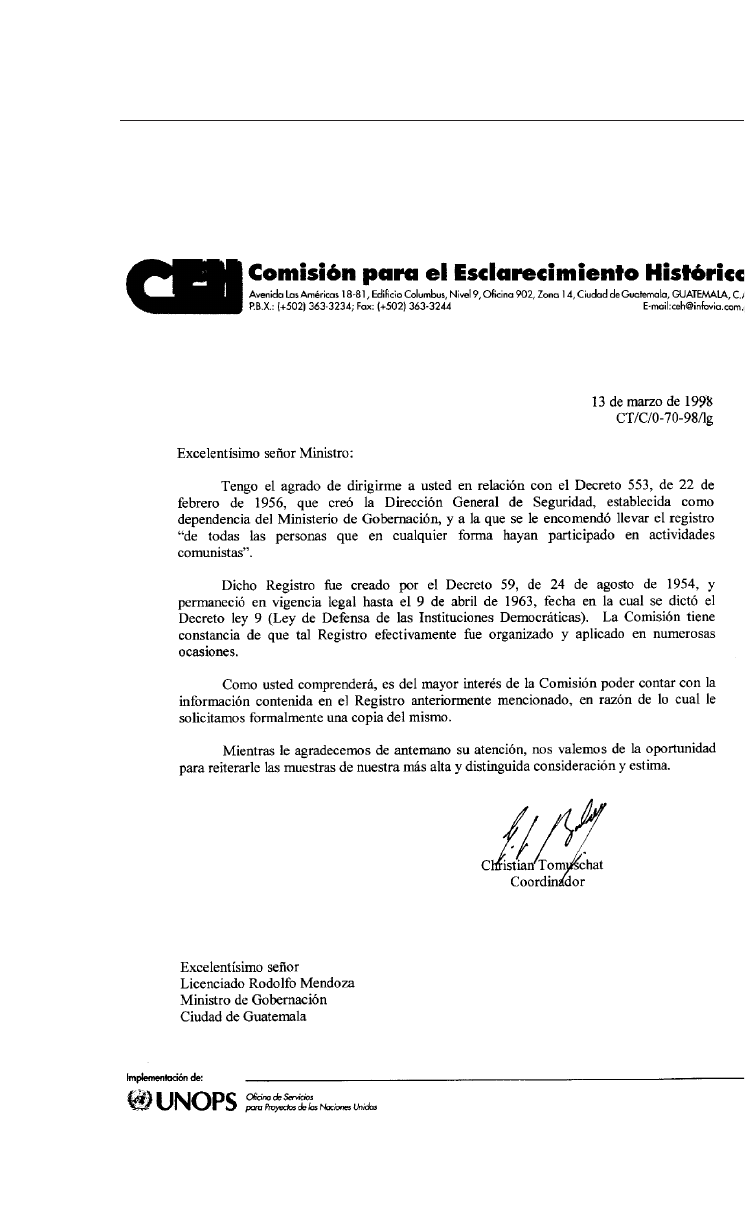 CEH Comisión para el Esclarecimiento Históric
Avenida Las Américas 18-81, Edificio Columbus, Nivel 9, Oficina 902, Zona 14, Ciudad de Guatemala, GUATEMALA, C.
P.B.X.: (+502) 363-3234; Fax: (+502) 363-3244 E-mail:ceh@infovia.com.
13 de marzo de 1998
CT/C/0-70-98/lg
Excelentísimo señor Ministro:
Tengo el agrado de dirigirme a usted en relación con el Decreto 553, de 22 de
febrero de 1956, que creó la Dirección General de Seguridad, establecida como
dependencia del Ministerio de Gobernación, y a la que se le encomendó llevar el registro
“de todas las personas que en cualquier forma hayan participado en actividades
comunistas”.
Dicho Registro fue creado por el Decreto 59, de 24 de agosto de 1954, y
permaneció en vigencia legal hasta el 9 de abril de 1963, fecha en la cual se dictó el
Decreto ley 9 (Ley de Defensa de las Instituciones Democráticas). La Comisión tiene
constancia de que tal Registro efectivamente fue organizado y aplicado en numerosas
ocasiones.
Como usted comprenderá, es del mayor interés de la Comisión poder contar con la
información contenida en el Registro anteriormente mencionado, en razón de lo cual le
solicitamos formalmente una copia del mismo.
Mientras le agradecemos de antemano su atención, nos valemos de la oportunidad
para reiterarle las muestras de nuestra más alta y distinguida consideración y estima.
Christian Tomuschat
Coordinador
Excelentísimo señor
Licenciado Rodolfo Mendoza
Ministro de Gobernación
Ciudad de Guatemala
Implementación de:
UNOPS Oficina de Servicios
para Proyectos de las Naciones Unidas